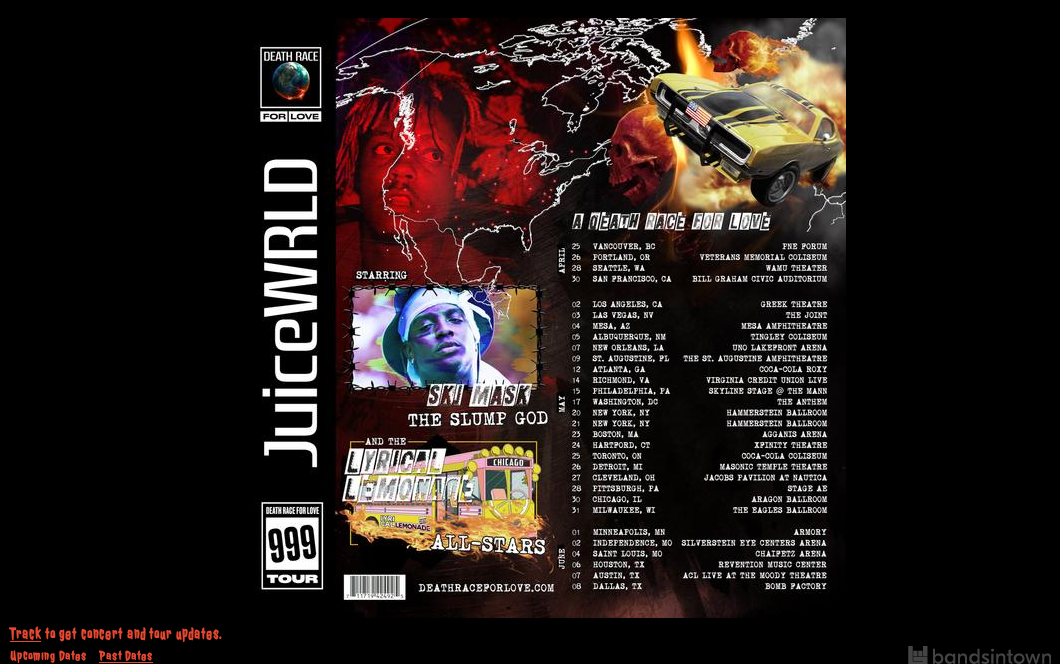 DEATH RACE
FOR LOVE
JuiceWRLD
DEATH RACE FOR LOVE
999
TOUR
STARRING
SKI MASK
THE SLUMP GOD
AND THE
LYRICAL
LEMONADE
CHICAGO
ALL-STARS
DEATHRACEFORLOVE.COM
A DEATH RACE FOR LOVE
APRIL
25 VANCOUVER, BC PNE FORUM
26 PORTLAND, OR VETERANS MEMORIAL COLISEUM
28 SEATTLE, WA WAMU THEATER
30 SAN FRANCISCO, CA BILL GRAHAM CIVIC AUDITORIUM
MAY
02 LOS ANGELES, CA GREEK THEATRE
03 LAS VEGAS, NV THE JOINT
04 MESA, AZ MESA AMPHITHEATRE
05 ALBUQUERQUE, NM TINGLEY COLISEUM
07 NEW ORLEANS, LA UNO LAKEFRONT ARENA
09 ST. AUGUSTINE, FL THE ST. AUGUSTINE AMPHITHEATRE
12 ATLANTA, GA COCA-COLA ROXY
14 RICHMOND, VA VIRGINIA CREDIT UNION LIVE
15 PHILADELPHIA, PA SKYLINE STAGE @ THE MANN
17 WASHINGTON, DC THE ANTHEM
20 NEW YORK, NY HAMMERSTEIN BALLROOM
21 NEW YORK, NY HAMMERSTEIN BALLROOM
23 BOSTON, MA AGGANIS ARENA
24 HARTFORD, CT XFINITY THEATRE
25 TORONTO, ON COCA-COLA COLISEUM
26 DETROIT, MI MASONIC TEMPLE THEATRE
27 CLEVELAND, OH JACOBS PAVILION AT NAUTICA
28 PITTSBURGH, PA STAGE AE
30 CHICAGO, IL ARAGON BALLROOM
31 MILWAUKEE, WI THE EAGLES BALLROOM
JUNE
01 MINNEAPOLIS, MN ARMORY
02 INDEPENDENCE, MO SILVERSTEIN EYE CENTERS ARENA
04 SAINT LOUIS, MO CHAIFETZ ARENA
06 HOUSTON, TX REVENTION MUSIC CENTER
07 AUSTIN, TX ACL LIVE AT THE MOODY THEATRE
08 DALLAS, TX BOMB FACTORY
Track to get concert and tour updates.
Upcoming Dates Past Dates
bandsintown